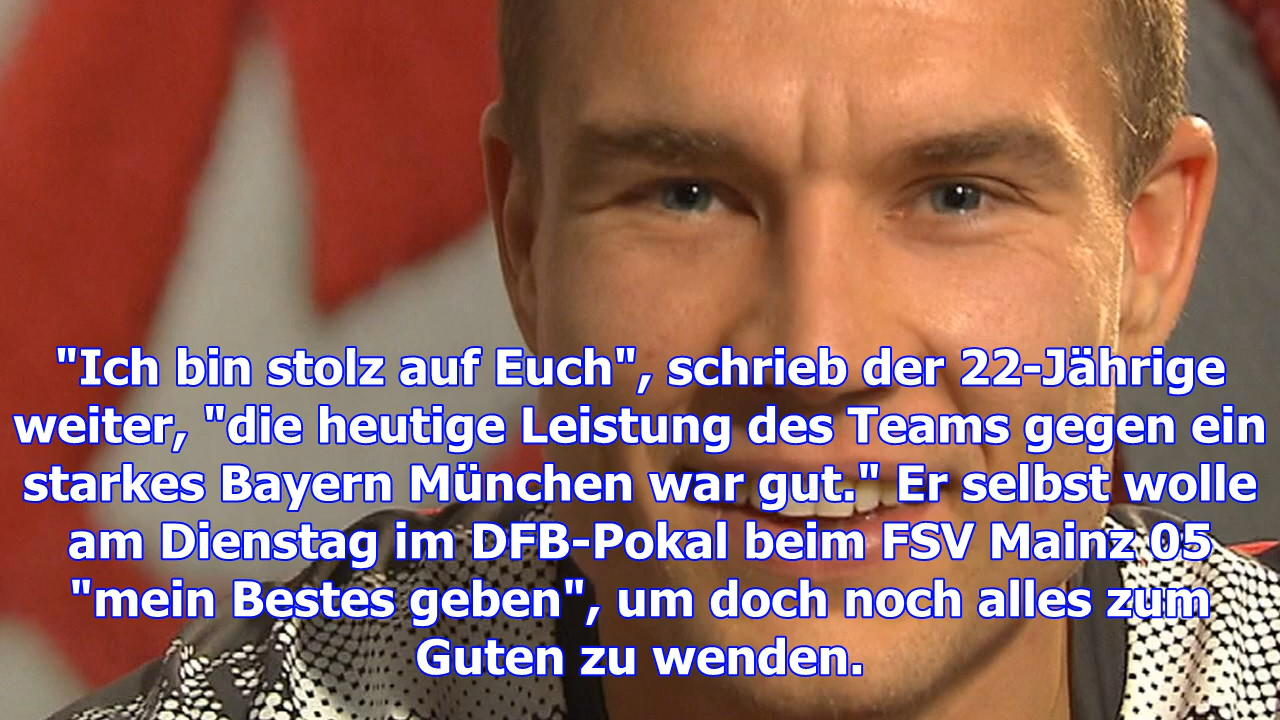 "Ich bin stolz auf Euch", schrieb der 22-Jährige
weiter, "die heutige Leistung des Teams gegen ein
starkes Bayern München war gut." Er selbst wolle
am Dienstag im DFB-Pokal beim FSV Mainz 05
"mein Bestes geben", um doch noch alles zum
Guten zu wenden.